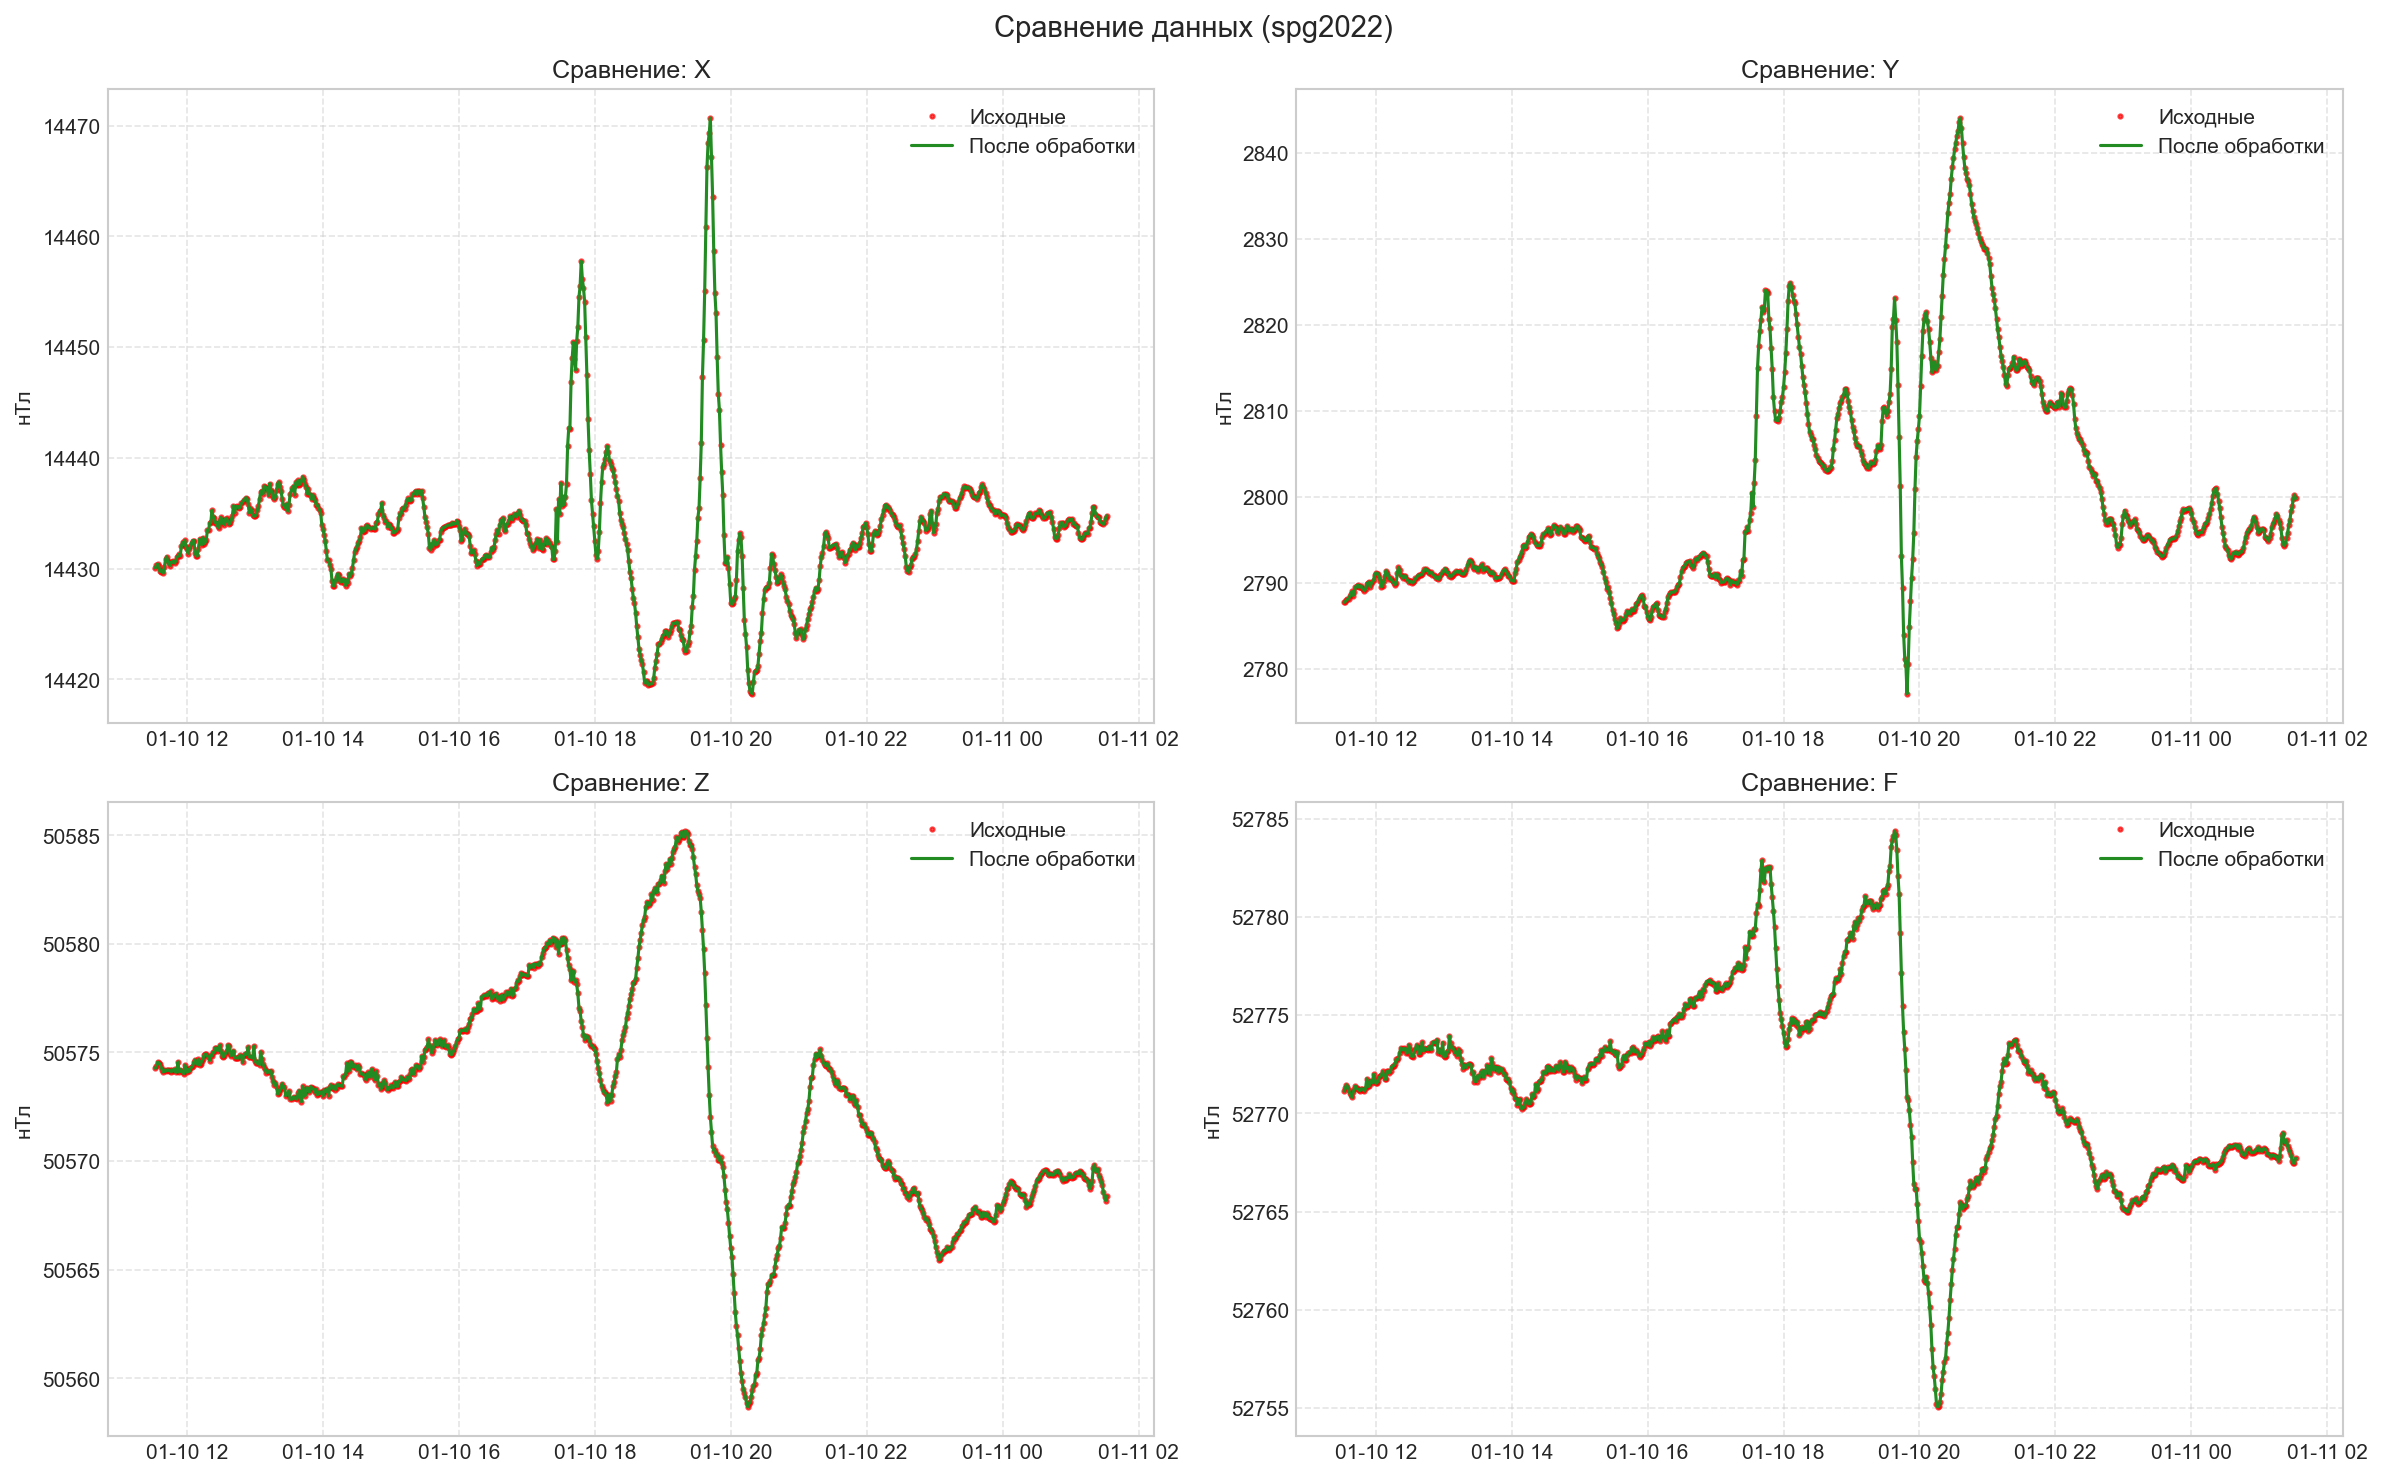 Сравнение данных (spg2022)
Сравнение: X
Исходные
После обработки
нТл
14470
14460
14450
14440
14430
14420
01-10 12 01-10 14 01-10 16 01-10 18 01-10 20 01-10 22 01-11 00 01-11 02
Сравнение: Y
Исходные
После обработки
нТл
2840
2830
2820
2810
2800
2790
2780
01-10 12 01-10 14 01-10 16 01-10 18 01-10 20 01-10 22 01-11 00 01-11 02
Сравнение: Z
Исходные
После обработки
нТл
50585
50580
50575
50570
50565
50560
01-10 12 01-10 14 01-10 16 01-10 18 01-10 20 01-10 22 01-11 00 01-11 02
Сравнение: F
Исходные
После обработки
нТл
52785
52780
52775
52770
52765
52760
52755
01-10 12 01-10 14 01-10 16 01-10 18 01-10 20 01-10 22 01-11 00 01-11 02